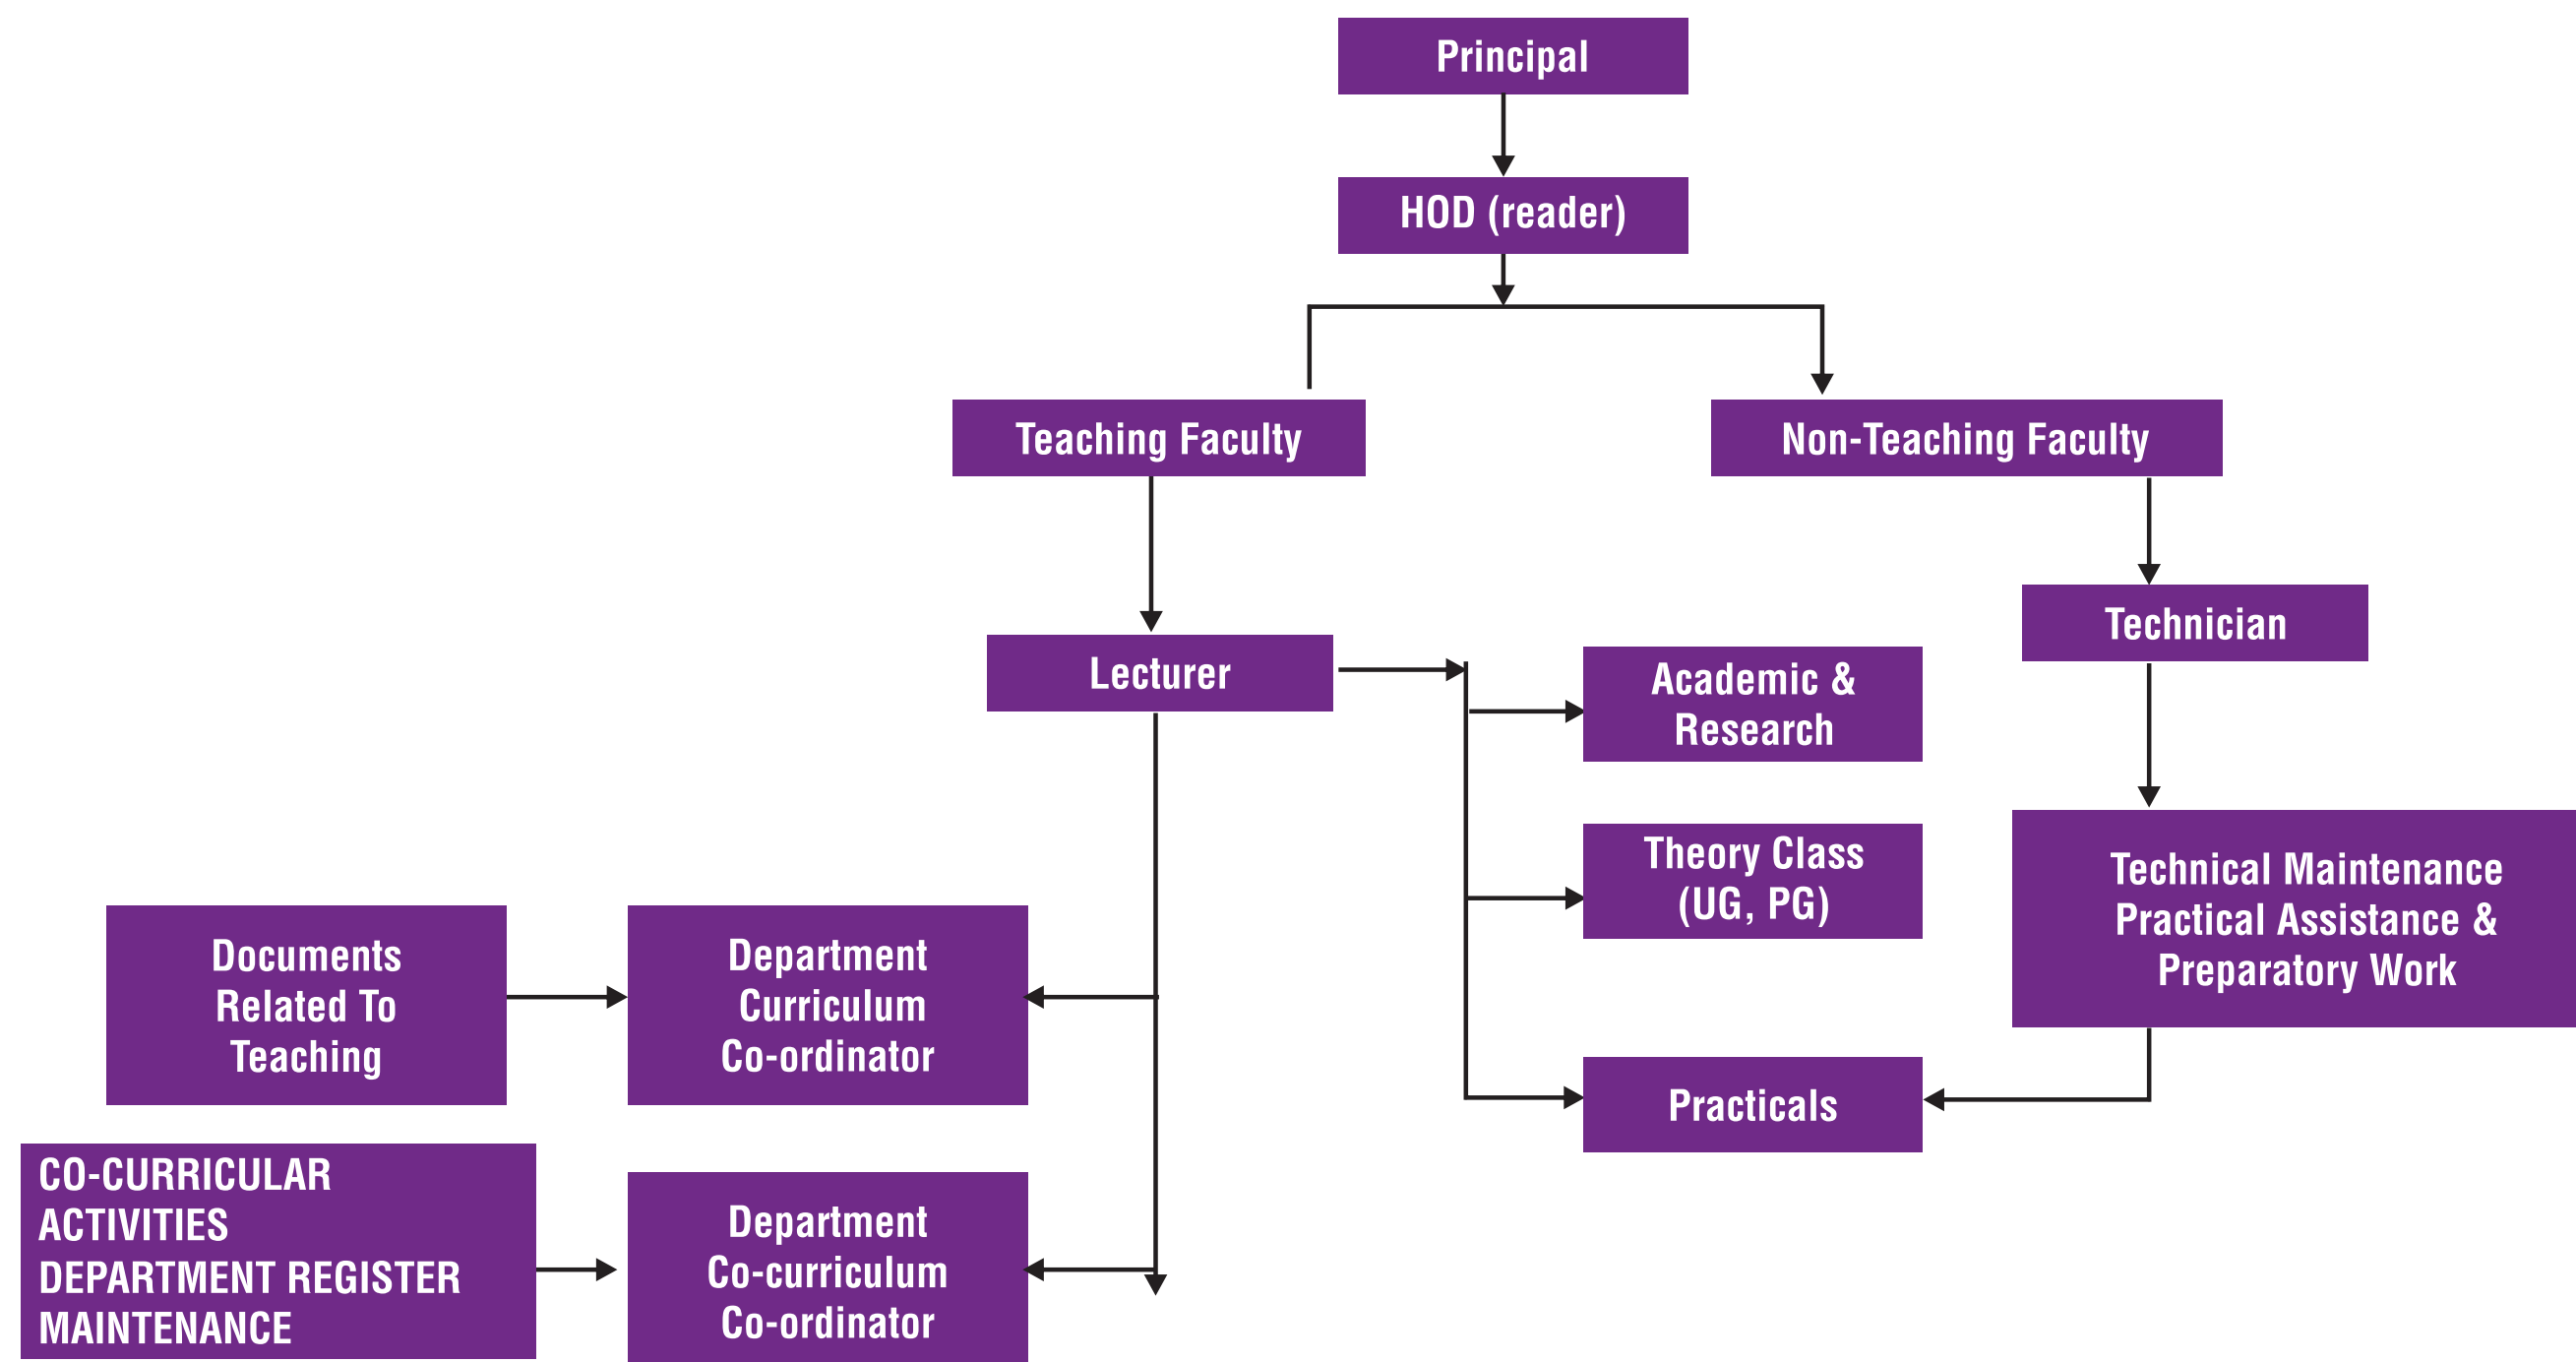 Principal
HOD (reader)
Teaching Faculty
Non-Teaching Faculty
Lecturer
Technician
Academic &
Research
Theory Class
(UG, PG)
Technical Maintenance
Practical Assistance &
Preparatory Work
Documents
Related To
Teaching
Department
Curriculum
Co-ordinator
Practicals
CO-CURRICULAR
ACTIVITIES
DEPARTMENT REGISTER
MAINTENANCE
Department
Co-curriculum
Co-ordinator